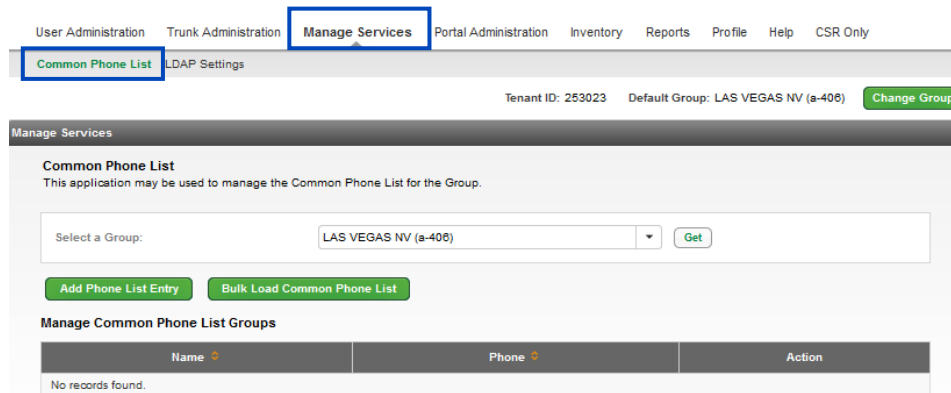 User Administration Trunk Administration Manage Services Portal Administration Inventory Reports Profile Help CSR Only
Common Phone List LDAP Settings
Tenant ID: 253023 Default Group: LAS VEGAS NV (a-406) Change Group
Manage Services
Common Phone List
This application may be used to manage the Common Phone List for the Group.
Select a Group: LAS VEGAS NV (a-406) Get
Add Phone List Entry Bulk Load Common Phone List
Manage Common Phone List Groups
Name Phone Action
No records found.